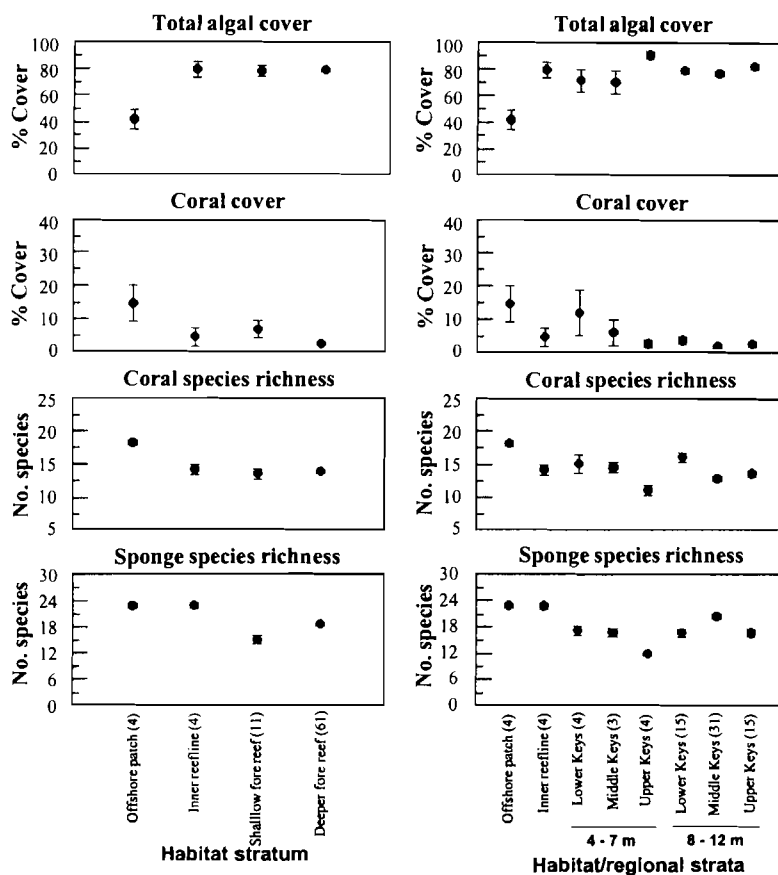 Total algal cover
% Cover
100
80
60
40
20
0
Coral cover
% Cover
40
30
20
10
0
Coral species richness
No. species
25
20
15
10
5
Sponge species richness
No. species
30
24
18
12
6
0
Offshore patch (4)
Inner reefline (4)
Shalllow fore reef (11)
Deeper fore reef (61)
Habitat stratum
Total algal cover
% Cover
100
80
60
40
20
0
Coral cover
% Cover
40
30
20
10
0
Coral species richness
No. species
25
20
15
10
5
Sponge species richness
No. species
30
24
18
12
6
0
Offshore patch (4)
Inner reefline (4)
Lower Keys (4)
Middle Keys (3)
Upper Keys (4)
Lower Keys (15)
Middle Keys (31)
Upper Keys (15)
4 - 7 m
8 - 12 m
Habitat/regional strata